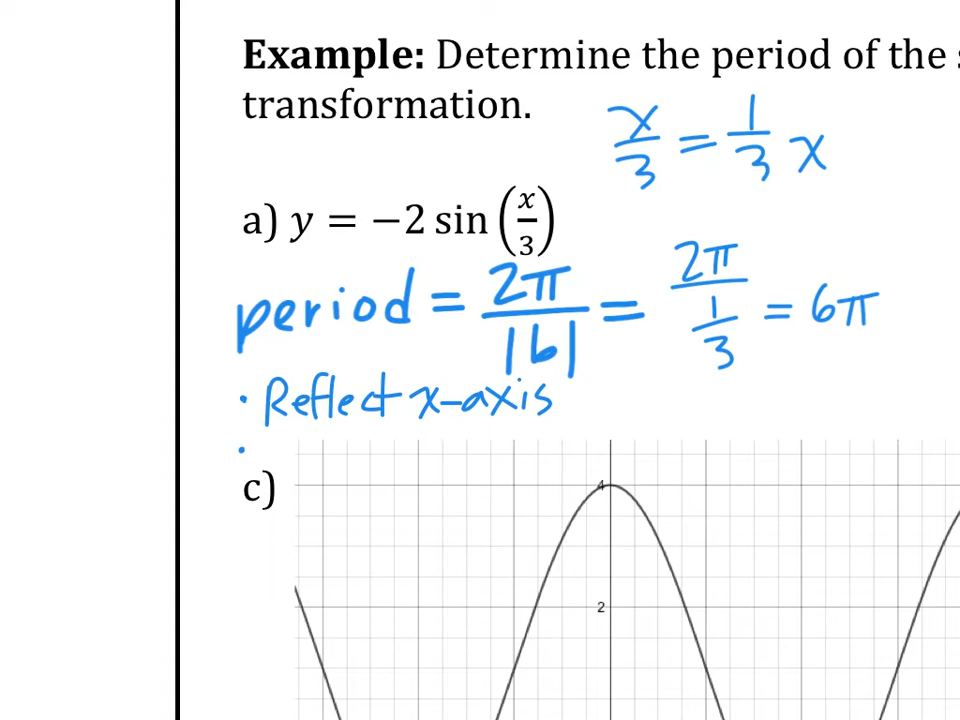 Example: Determine the period of the
transformation.
x/3 = 1/3 x
a) y = −2 sin (x/3)
period = 2π/|b| = 2π/(1/3) = 6π
· Reflect x-axis
·
c)
4
2